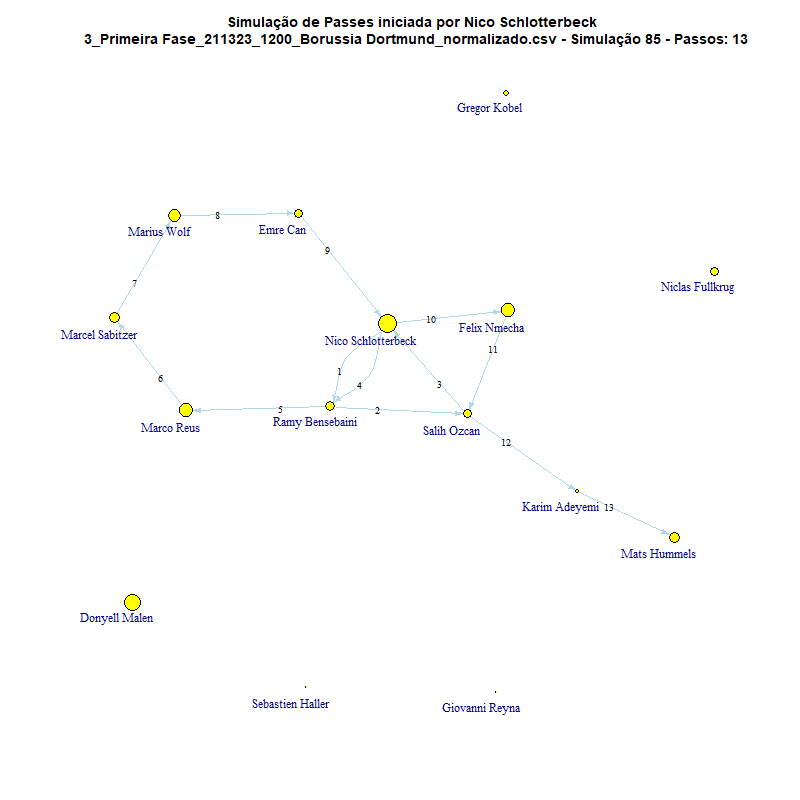 Simulação de Passes iniciada por Nico Schlotterbeck
3_Primeira Fase_211323_1200_Borussia Dortmund_normalizado.csv - Simulação 85 - Passos: 13
Gregor Kobel
8
Marius Wolf
Emre Can
9
7
Niclas Fullkrug
10
Felix Nmecha
Marcel Sabitzer
Nico Schlotterbeck
11
1
6
4
3
5
2
Marco Reus
Ramy Bensebaini
Salih Ozcan
12
Karim Adeyemi
13
Mats Hummels
Donyell Malen
Sebastien Haller
Giovanni Reyna